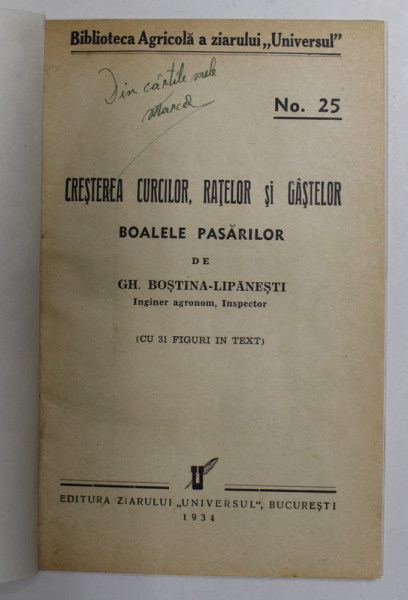 Biblioteca Agricolă a ziarului „Universul"
Din cărțile mele
Marcel
No. 25
CREȘTEREA CURCILOR, RAȚELOR ȘI GÂȘTELOR
BOALELE PASĂRILOR
DE
GH. BOȘTINA-LIPĂNEȘTI
Inginer agronom, Inspector
(CU 31 FIGURI IN TEXT)
EDITURA ZIARULUI „UNIVERSUL", BUCUREȘTI
1934